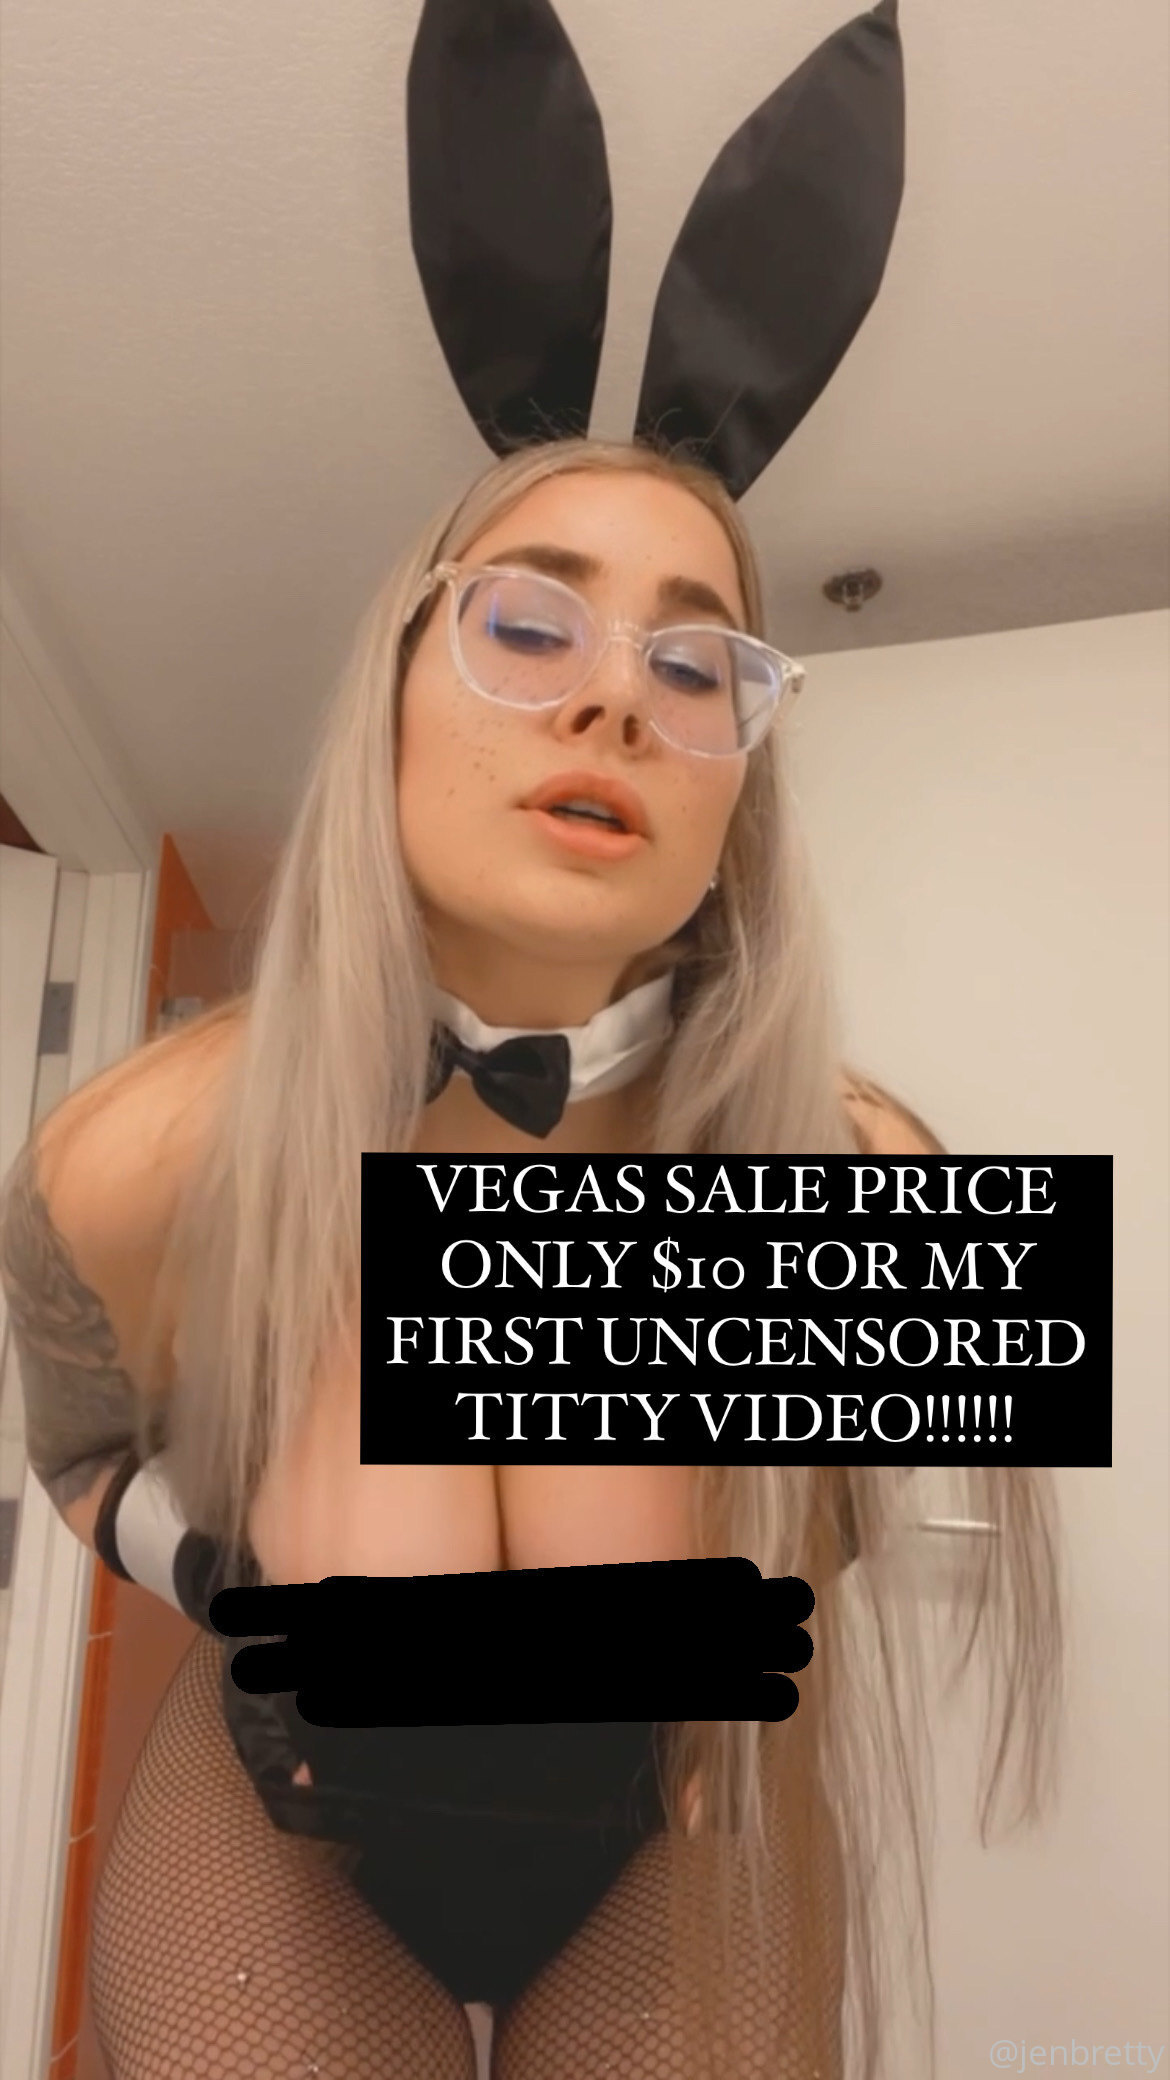 VEGAS SALE PRICE
ONLY $10 FOR MY
FIRST UNCENSORED
TITTY VIDEO!!!!!!
@jenbretty